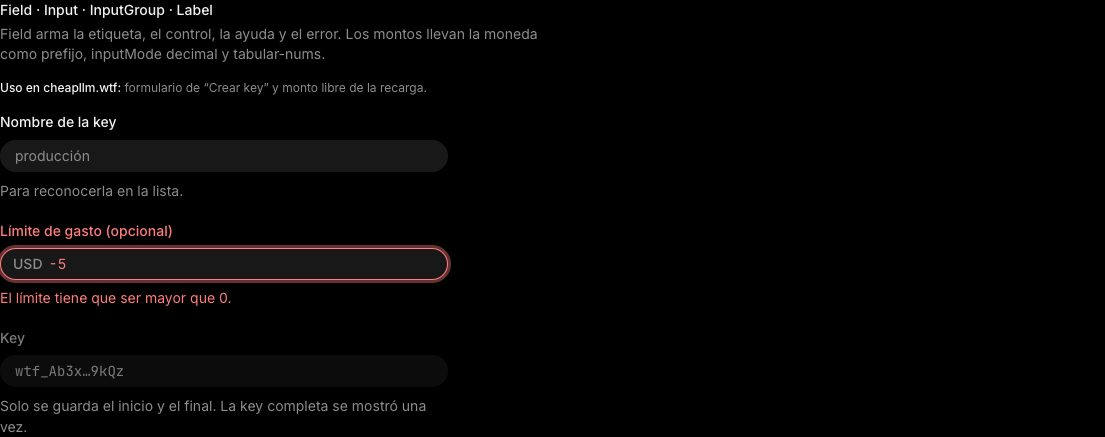 Field · Input · InputGroup · Label
Field arma la etiqueta, el control, la ayuda y el error. Los montos llevan la moneda
como prefijo, inputMode decimal y tabular-nums.
Uso en cheapllm.wtf: formulario de “Crear key” y monto libre de la recarga.
Nombre de la key
producción
Para reconocerla en la lista.
Límite de gasto (opcional)
USD -5
El límite tiene que ser mayor que 0.
Key
wtf_Ab3x…9kQz
Solo se guarda el inicio y el final. La key completa se mostró una
vez.